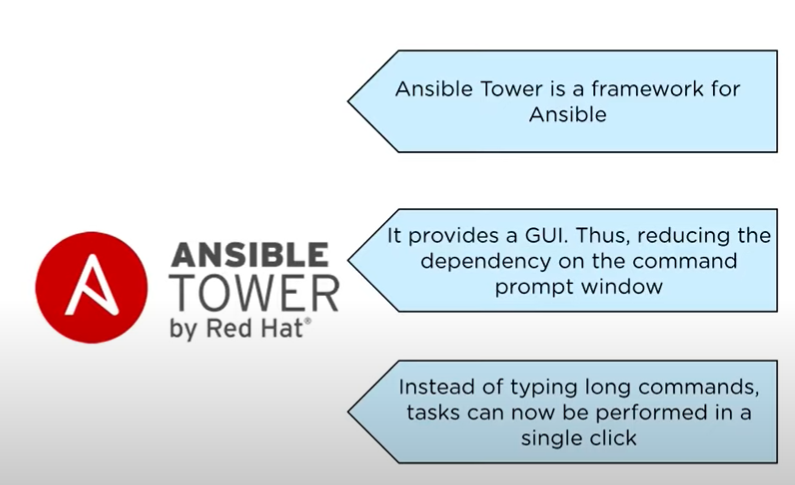 Ansible Tower is a framework for
Ansible
It provides a GUI. Thus, reducing the
dependency on the command
prompt window
ANSIBLE
TOWER
by Red Hat®
Instead of typing long commands,
tasks can now be performed in a
single click